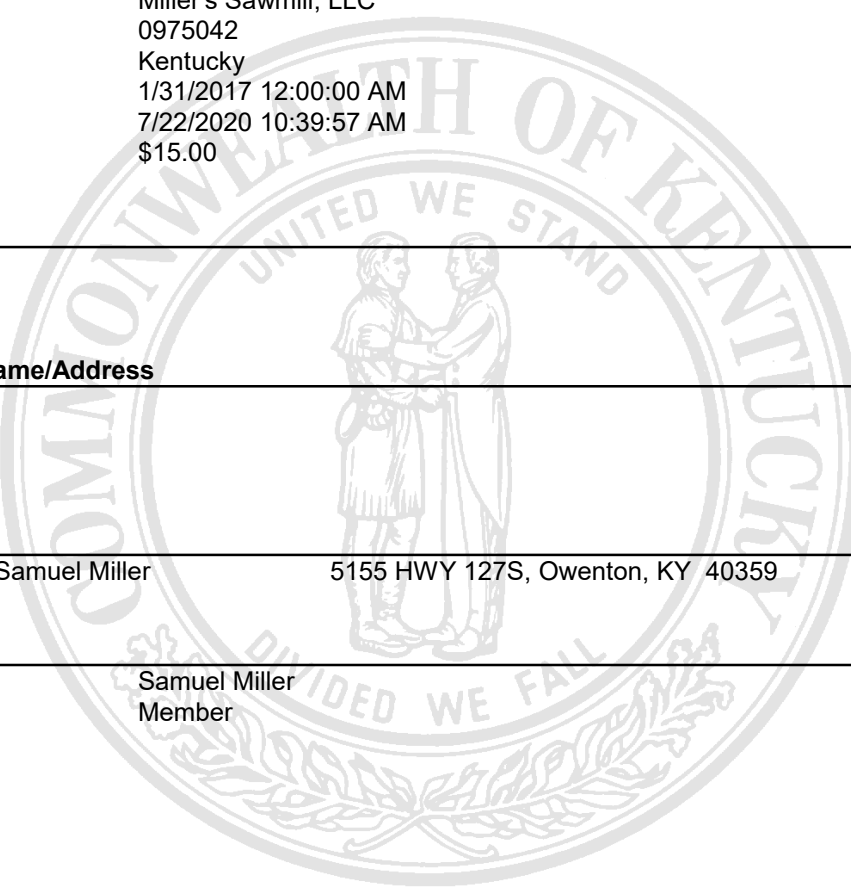 Miller's Sawmill, LLC
0975042
Kentucky
1/31/2017 12:00:00 AM
7/22/2020 10:39:57 AM
$15.00
COMMONWEALTH OF KENTUCKY
UNITED WE STAND
ame/Address
Samuel Miller 5155 HWY 127S, Owenton, KY 40359
DIVIDED WE FALL
Samuel Miller
Member